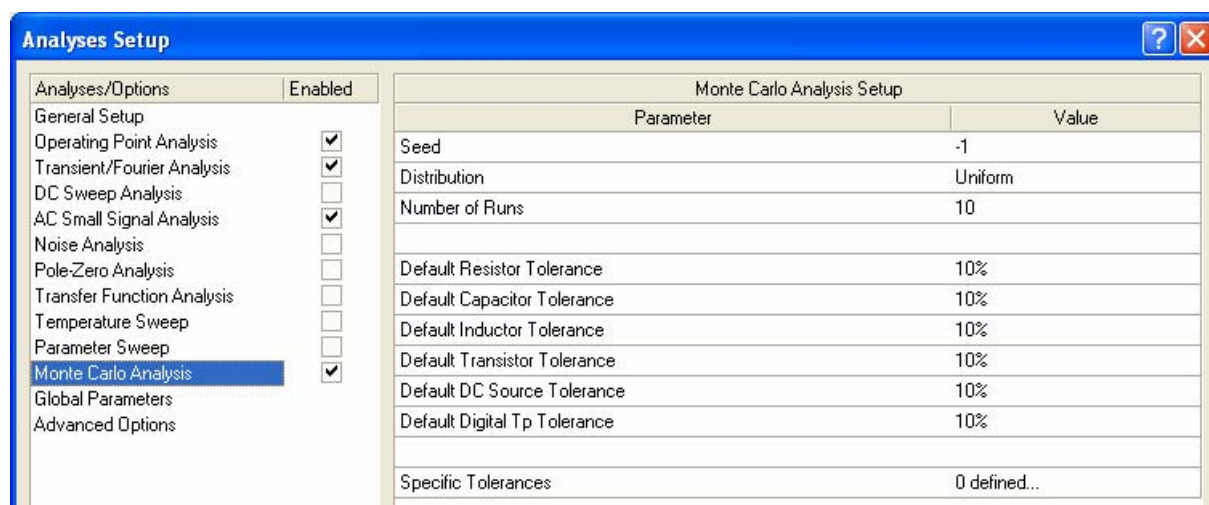 Analyses Setup
Analyses/Options Enabled
General Setup
Operating Point Analysis
Transient/Fourier Analysis
DC Sweep Analysis
AC Small Signal Analysis
Noise Analysis
Pole-Zero Analysis
Transfer Function Analysis
Temperature Sweep
Parameter Sweep
Monte Carlo Analysis
Global Parameters
Advanced Options
Monte Carlo Analysis Setup
Parameter Value
Seed -1
Distribution Uniform
Number of Runs 10
Default Resistor Tolerance 10%
Default Capacitor Tolerance 10%
Default Inductor Tolerance 10%
Default Transistor Tolerance 10%
Default DC Source Tolerance 10%
Default Digital Tp Tolerance 10%
Specific Tolerances 0 defined...